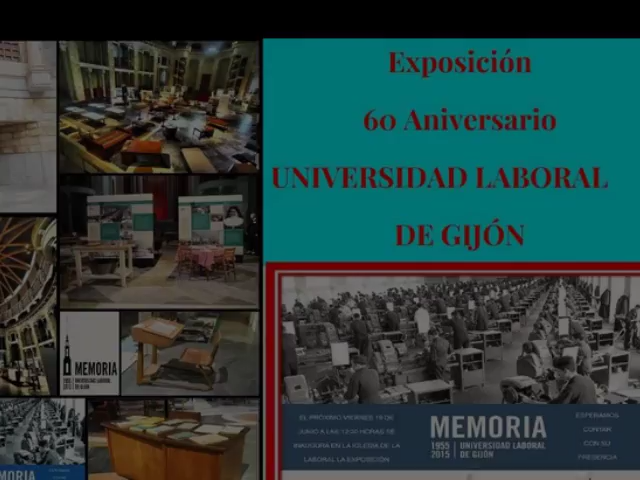 Exposición
60 Aniversario
UNIVERSIDAD LABORAL
DE GIJÓN
MEMORIA
1955 | UNIVERSIDAD LABORAL
2015 | DE GIJÓN
MORIA
EL PRÓXIMO VIERNES 19 DE
JUNIO A LAS 12:30 HORAS SE
INAUGURA EN LA IGLESIA DE LA
LABORAL LA EXPOSICIÓN
MEMORIA
1955 | UNIVERSIDAD LABORAL
2015 | DE GIJÓN
ESPERAMOS
CONTAR
CON SU
PRESENCIA